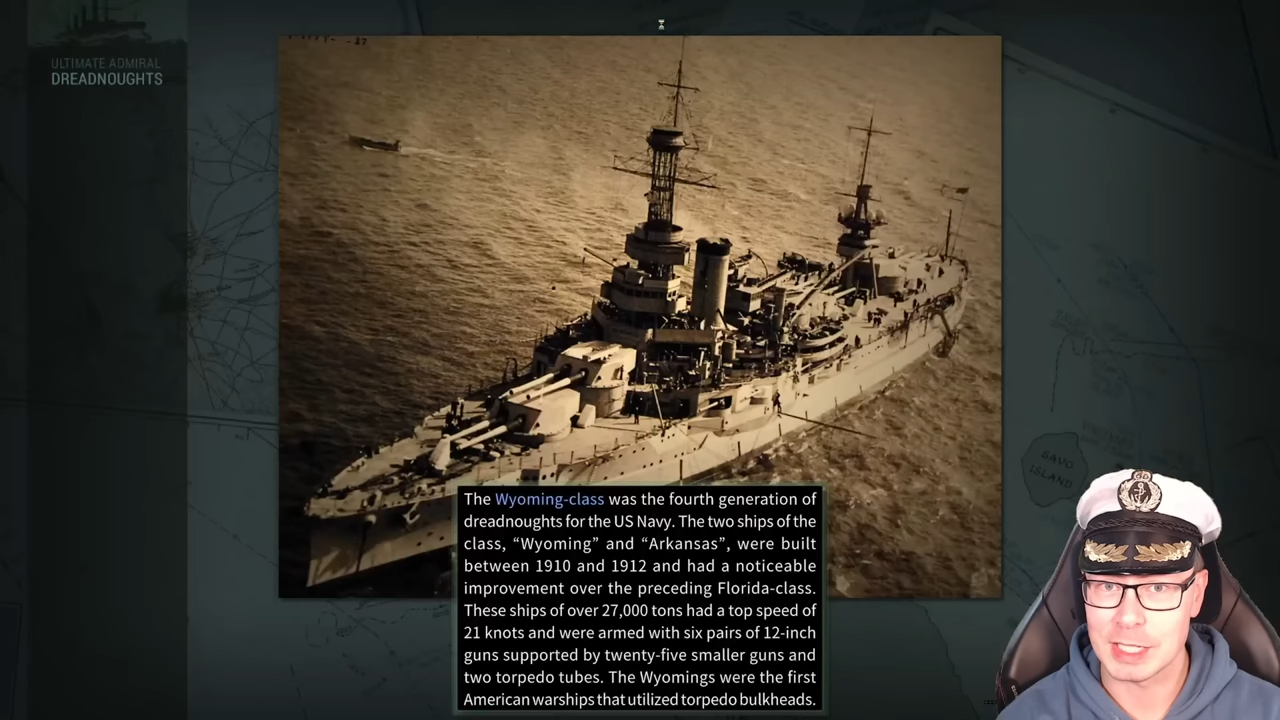 ULTIMATE ADMIRAL
DREADNOUGHTS
The Wyoming-class was the fourth generation of
dreadnoughts for the US Navy. The two ships of the
class, “Wyoming” and “Arkansas”, were built
between 1910 and 1912 and had a noticeable
improvement over the preceding Florida-class.
These ships of over 27,000 tons had a top speed of
21 knots and were armed with six pairs of 12-inch
guns supported by twenty-five smaller guns and
two torpedo tubes. The Wyomings were the first
American warships that utilized torpedo bulkheads.
SAVO
ISLAND